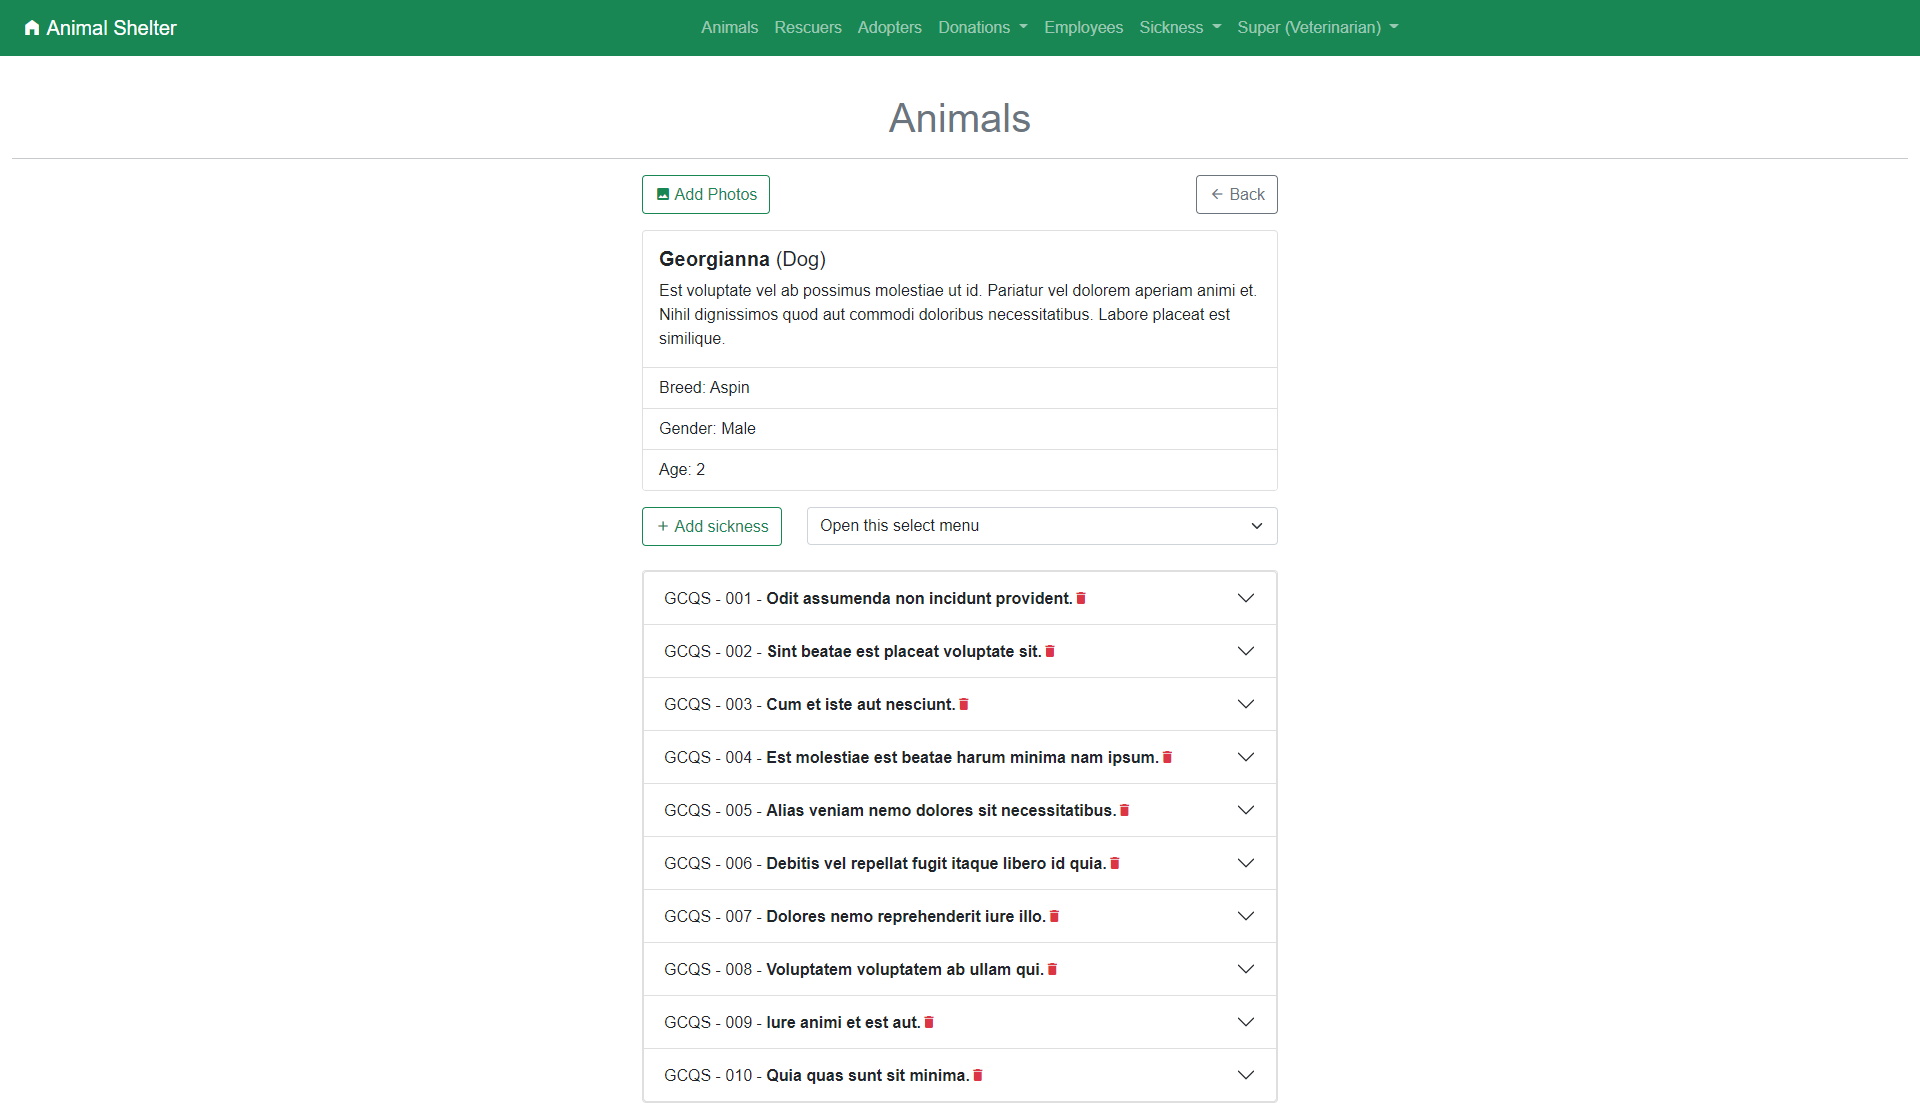 Animal Shelter
Animals Rescuers Adopters Donations Employees Sickness Super (Veterinarian)
Animals
Add Photos
Back
Georgianna (Dog)
Est voluptate vel ab possimus molestiae ut id. Pariatur vel dolorem aperiam animi et.
Nihil dignissimos quod aut commodi doloribus necessitatibus. Labore placeat est
similique.
Breed: Aspin
Gender: Male
Age: 2
+ Add sickness
Open this select menu
GCQS - 001 - Odit assumenda non incidunt provident.
GCQS - 002 - Sint beatae est placeat voluptate sit.
GCQS - 003 - Cum et iste aut nesciunt.
GCQS - 004 - Est molestiae est beatae harum minima nam ipsum.
GCQS - 005 - Alias veniam nemo dolores sit necessitatibus.
GCQS - 006 - Debitis vel repellat fugit itaque libero id quia.
GCQS - 007 - Dolores nemo reprehenderit iure illo.
GCQS - 008 - Voluptatem voluptatem ab ullam qui.
GCQS - 009 - Iure animi et est aut.
GCQS - 010 - Quia quas sunt sit minima.